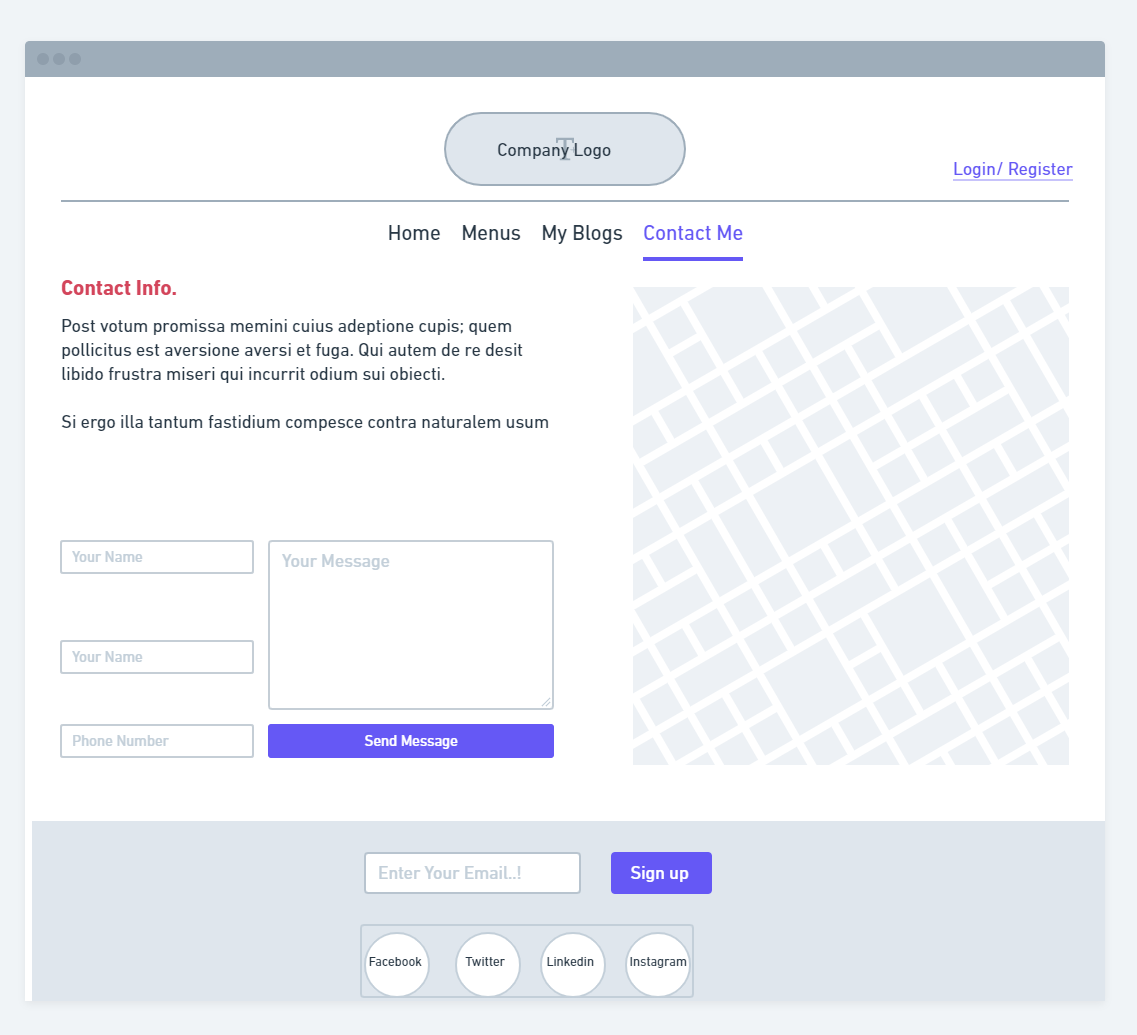 Company Logo
T
Login/ Register
Home Menus My Blogs Contact Me
Contact Info.
Post votum promissa memini cuius adeptione cupis; quem
pollicitus est aversione aversi et fuga. Qui autem de re desit
libido frustra miseri qui incurrit odium sui obiecti.
Si ergo illa tantum fastidium compesce contra naturalem usum
Your Name
Your Message
Your Name
Phone Number
Send Message
Enter Your Email..!
Sign up
Facebook Twitter Linkedin Instagram